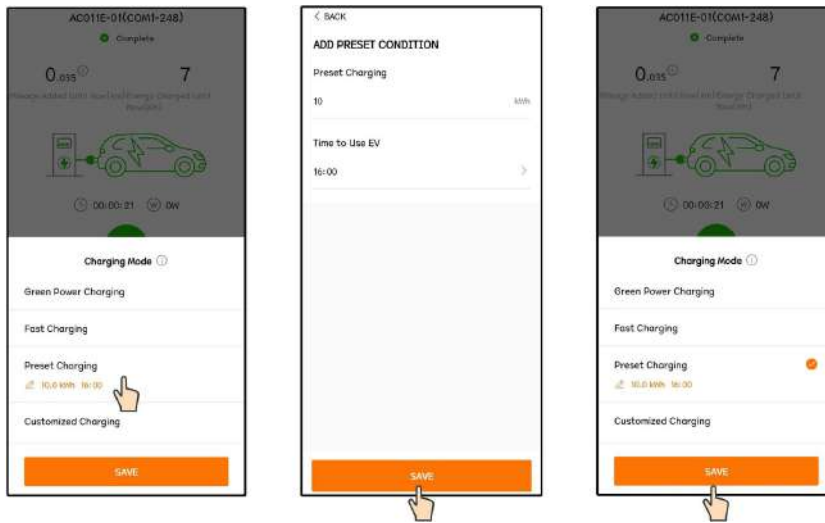 AC011E-01(COM1-248)
Complete
0.035
7
00:00:21 0W
Charging Mode
Green Power Charging
Fast Charging
Preset Charging
10.0 kWh 16:00
Customized Charging
SAVE
< BACK
ADD PRESET CONDITION
Preset Charging
10 kWh
Time to Use EV
16:00 >
SAVE
AC011E-01(COM1-248)
Complete
0.035
7
00:00:21 0W
Charging Mode
Green Power Charging
Fast Charging
Preset Charging
10.0 kWh 16:00
Customized Charging
SAVE